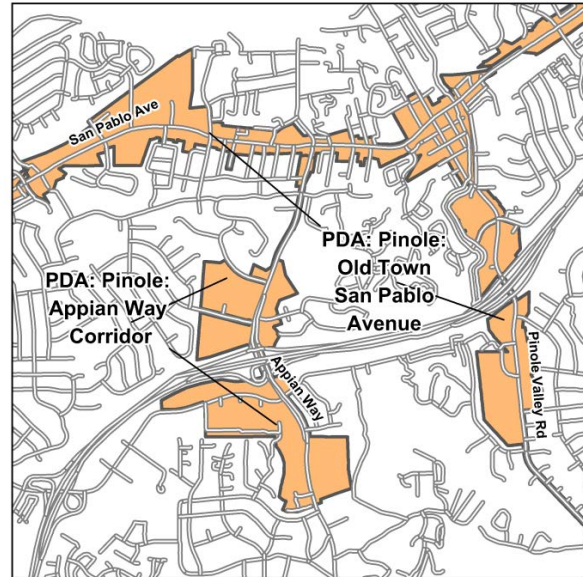 San Pablo Ave
PDA: Pinole:
Old Town
San Pablo
Avenue
PDA: Pinole:
Appian Way
Corridor
Appian Way
Pinole Valley Rd